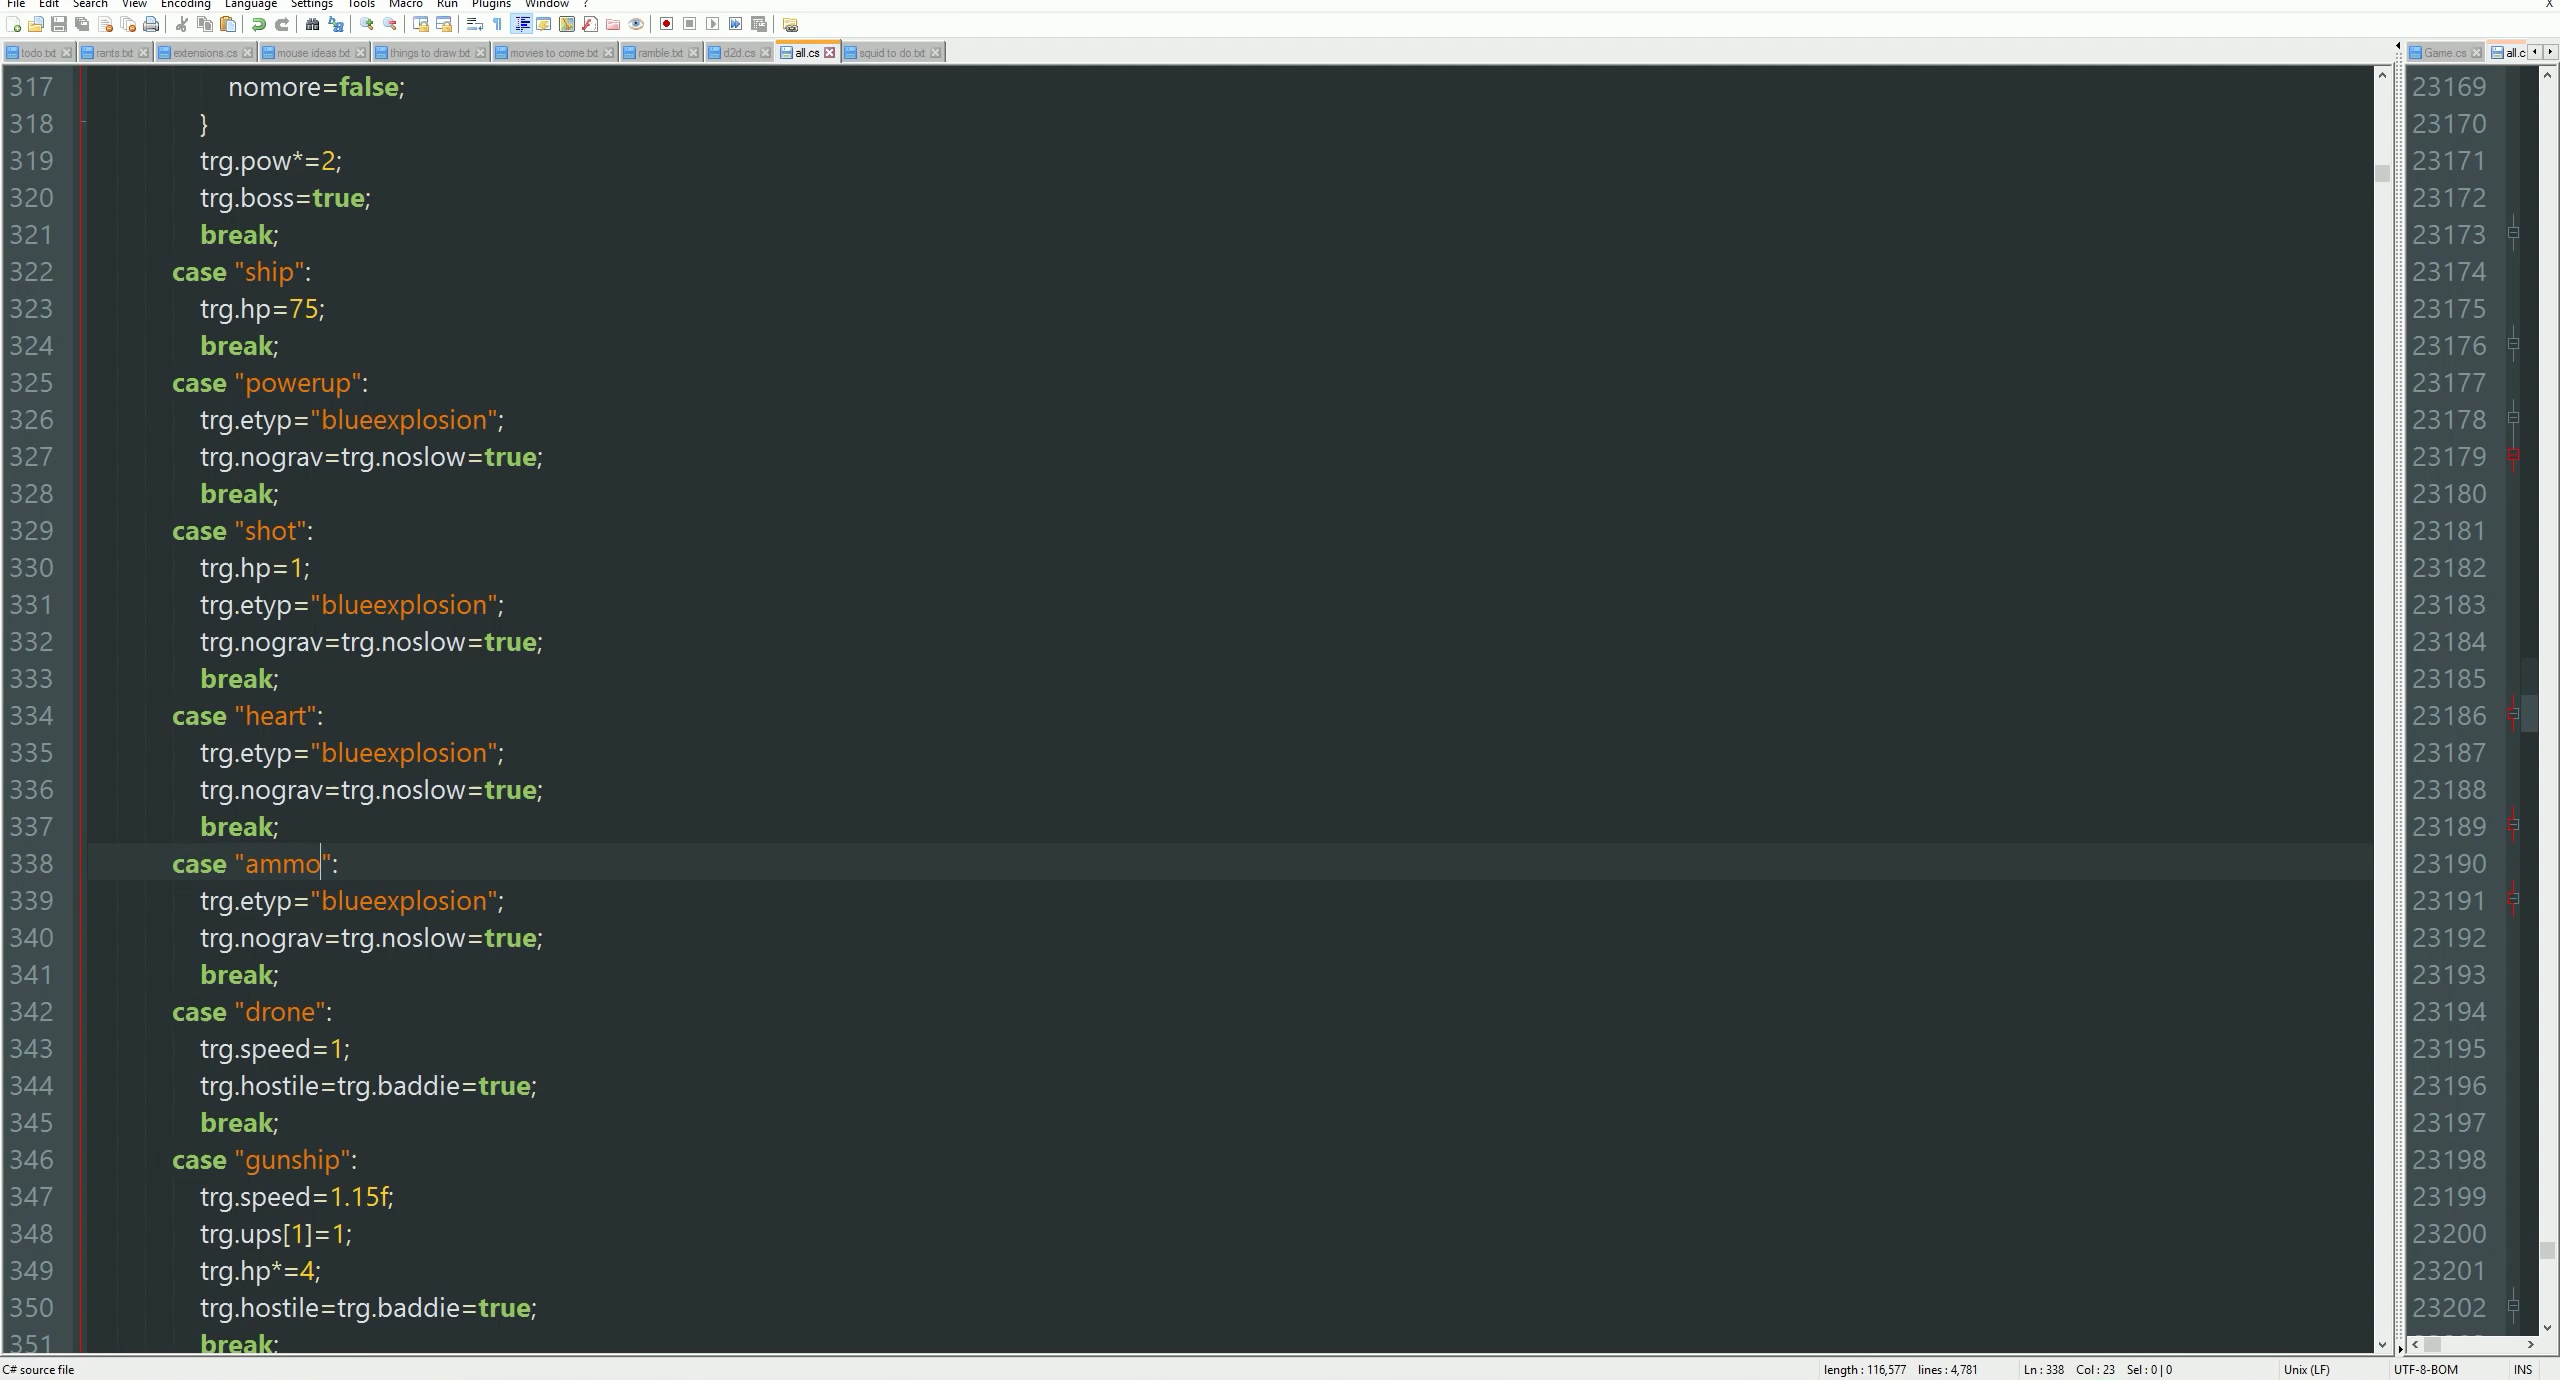 File Edit Search View Encoding Language Settings Tools Macro Run Plugins Window ? X
todo.txt rants.txt extensions.cs mouse ideas.txt things to draw.txt movies to come.txt ramble.txt d2d.cs all.cs squid to do.txt Game.cs all.c
317 nomore=false;
318 }
319 trg.pow*=2;
320 trg.boss=true;
321 break;
322 case "ship":
323 trg.hp=75;
324 break;
325 case "powerup":
326 trg.etyp="blueexplosion";
327 trg.nograv=trg.noslow=true;
328 break;
329 case "shot":
330 trg.hp=1;
331 trg.etyp="blueexplosion";
332 trg.nograv=trg.noslow=true;
333 break;
334 case "heart":
335 trg.etyp="blueexplosion";
336 trg.nograv=trg.noslow=true;
337 break;
338 case "ammo":
339 trg.etyp="blueexplosion";
340 trg.nograv=trg.noslow=true;
341 break;
342 case "drone":
343 trg.speed=1;
344 trg.hostile=trg.baddie=true;
345 break;
346 case "gunship":
347 trg.speed=1.15f;
348 trg.ups[1]=1;
349 trg.hp*=4;
350 trg.hostile=trg.baddie=true;
351 break;
23169
23170
23171
23172
23173
23174
23175
23176
23177
23178
23179
23180
23181
23182
23183
23184
23185
23186
23187
23188
23189
23190
23191
23192
23193
23194
23195
23196
23197
23198
23199
23200
23201
23202
C# source file length : 116,577 lines : 4,781 Ln : 338 Col : 23 Sel : 0 | 0 Unix (LF) UTF-8-BOM INS